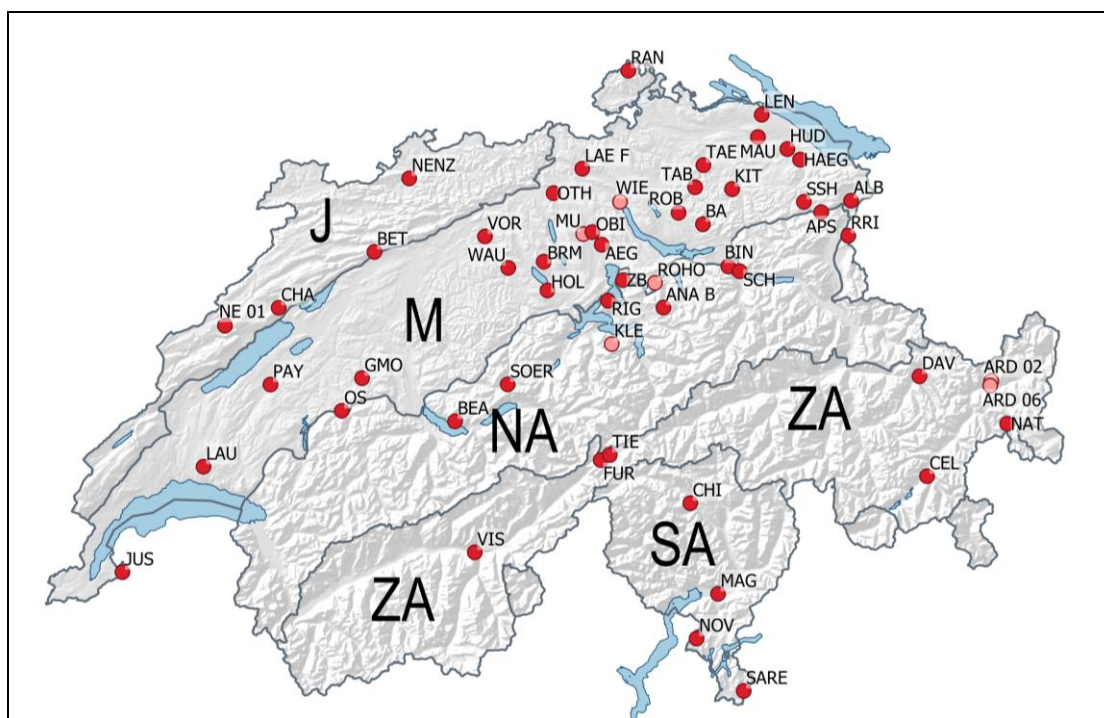 RAN
LEN
HUD
MAU
HAEG
NENZ
LAE F
TAE
TAB
KIT
OTH
WIE
ROB
BA
SSH
ALB
APS
RRI
J
VOR
MU
OBI
AEG
BET
WAU
BRM
BIN
SCH
HOL
ZB
ROHO
ANA B
RIG
CHA
NE 01
M
KLE
GMO
PAY
OS
SOER
BEA
NA
DAV
ARD 02
ARD 06
ZA
NAT
LAU
TIE
FUR
CEL
CHI
SA
VIS
JUS
ZA
MAG
NOV
SARE